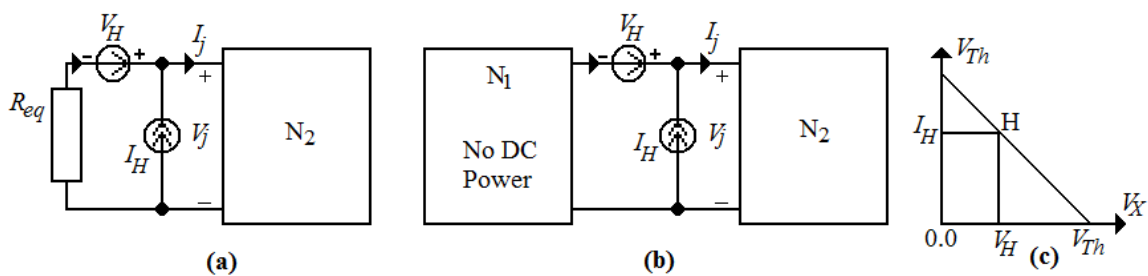 V_H
- +
I_j
+
R_eq
I_H
V_j
N_2
-
(a)
N_1
No DC
Power
V_H
- +
I_j
+
I_H
V_j
N_2
-
(b)
V_Th
I_H
H
0.0
V_H
V_Th
V_X
(c)